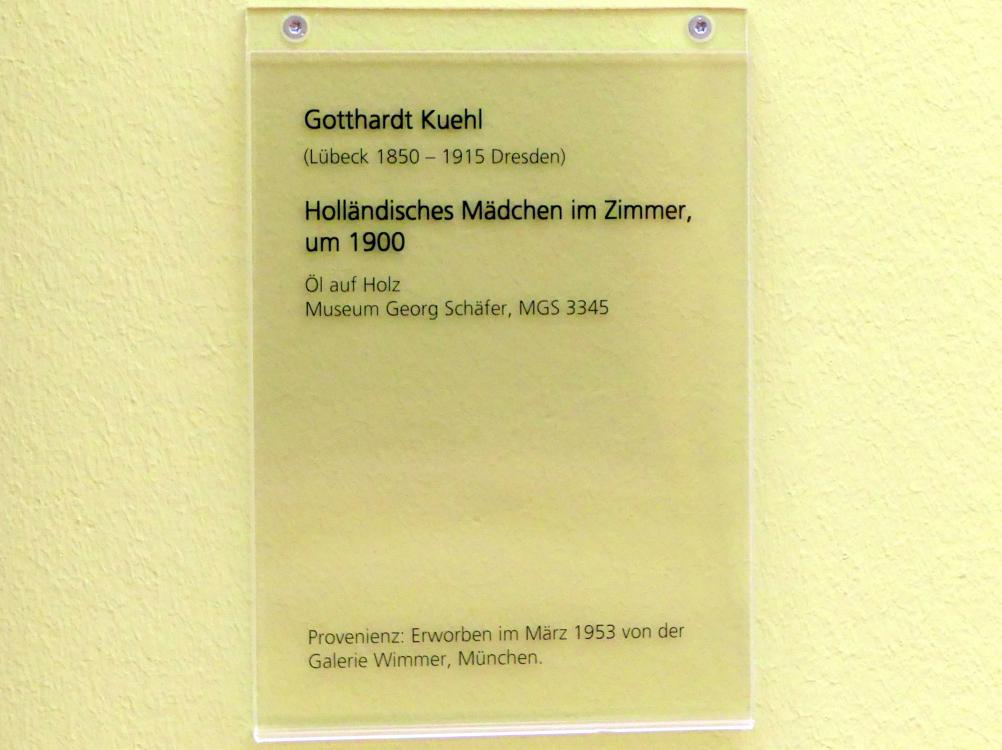 Gotthardt Kuehl
(Lübeck 1850 – 1915 Dresden)
Holländisches Mädchen im Zimmer,
um 1900
Öl auf Holz
Museum Georg Schäfer, MGS 3345
Provenienz: Erworben im März 1953 von der
Galerie Wimmer, München.